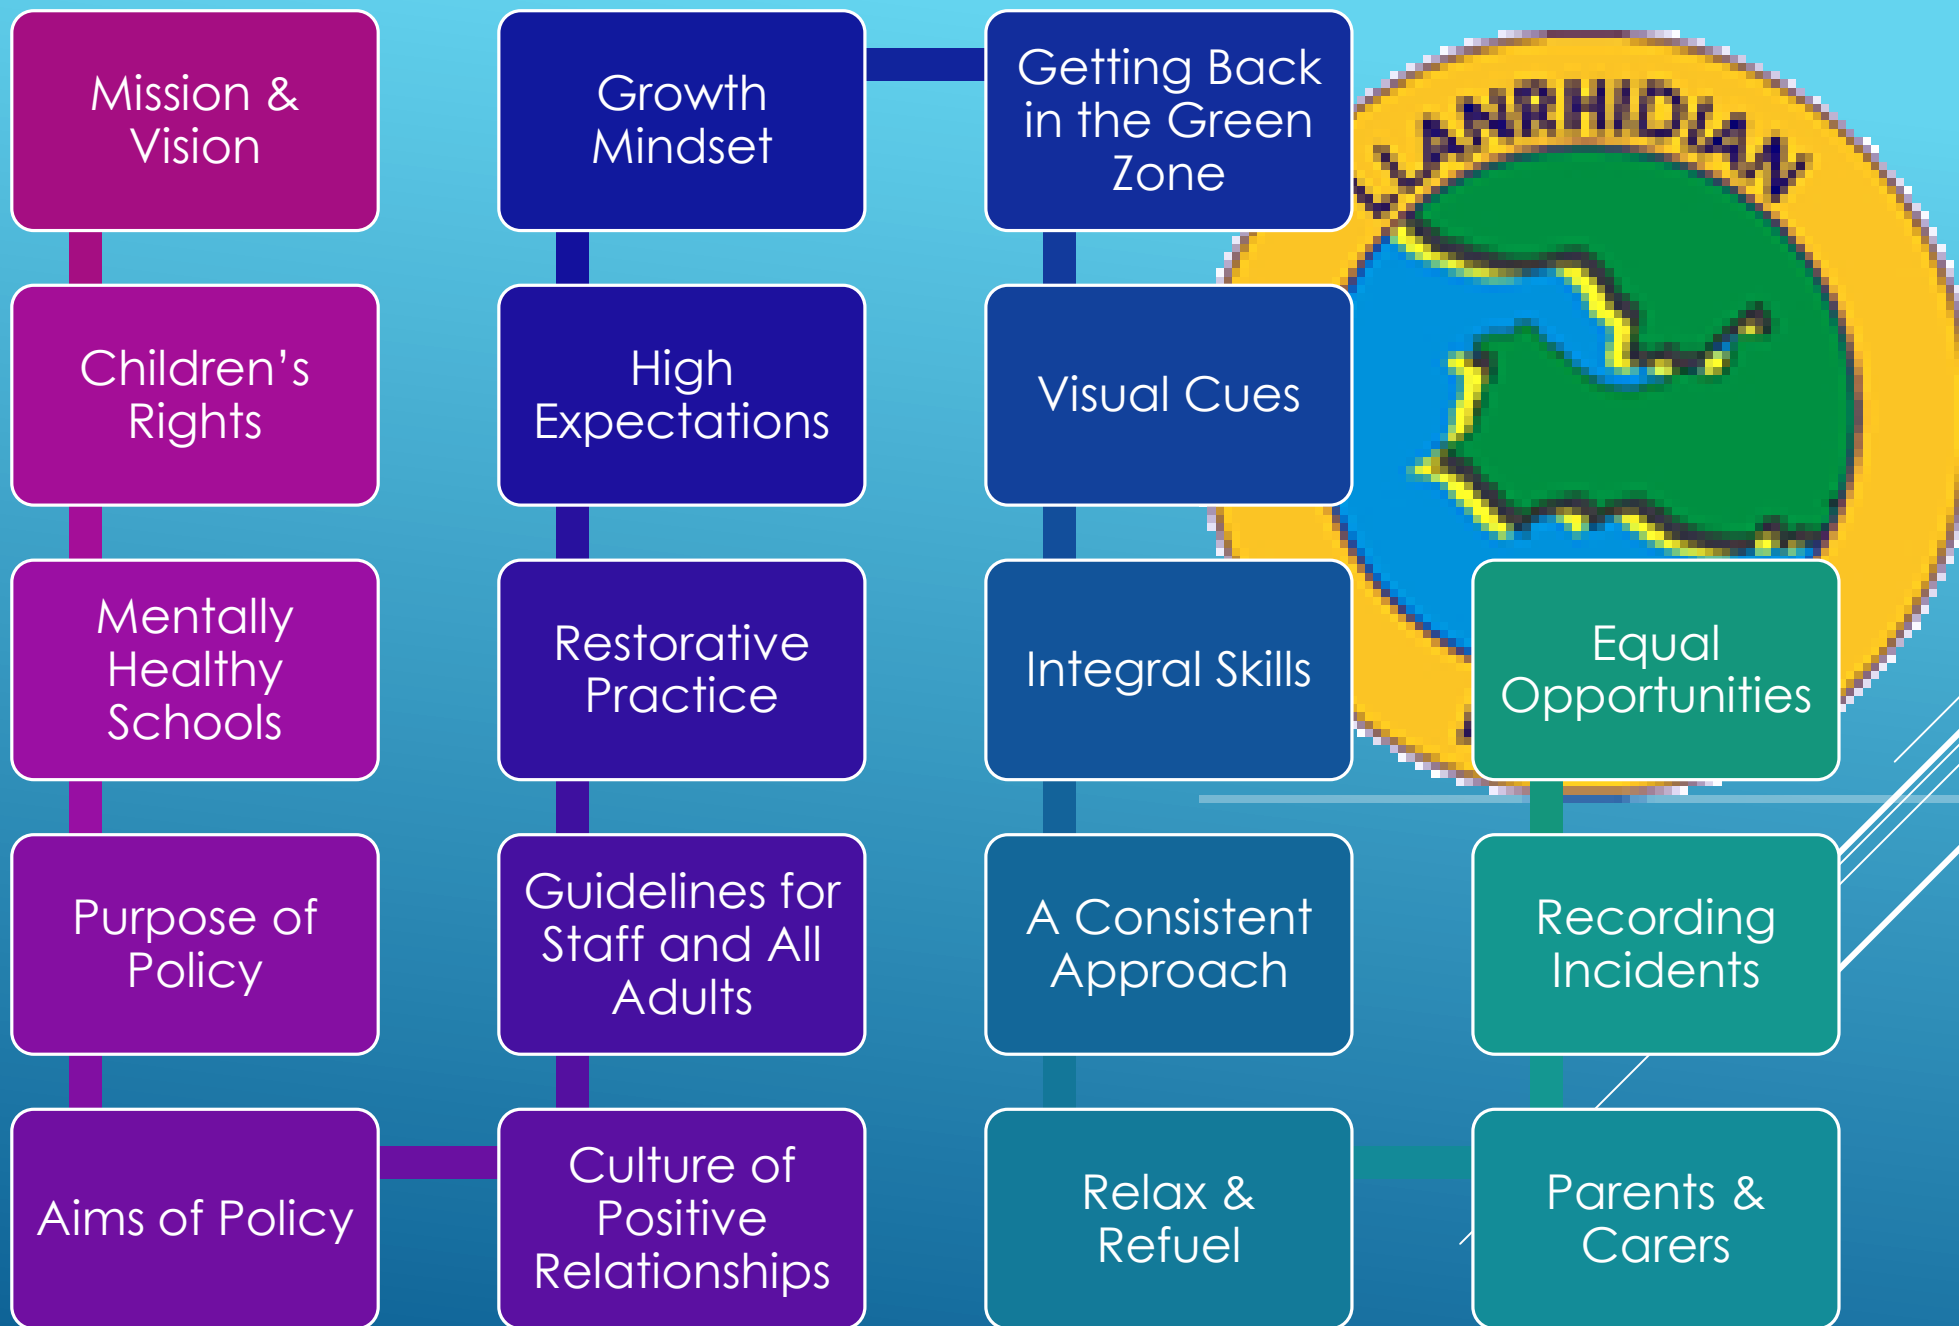 Mission &
Vision
Children’s
Rights
Mentally
Healthy
Schools
Purpose of
Policy
Aims of Policy
Culture of
Positive
Relationships
Guidelines for
Staff and All
Adults
Restorative
Practice
High
Expectations
Growth
Mindset
Getting Back
in the Green
Zone
Visual Cues
Integral Skills
A Consistent
Approach
Relax &
Refuel
Parents &
Carers
Recording
Incidents
Equal
Opportunities
LLANRHIDIAN